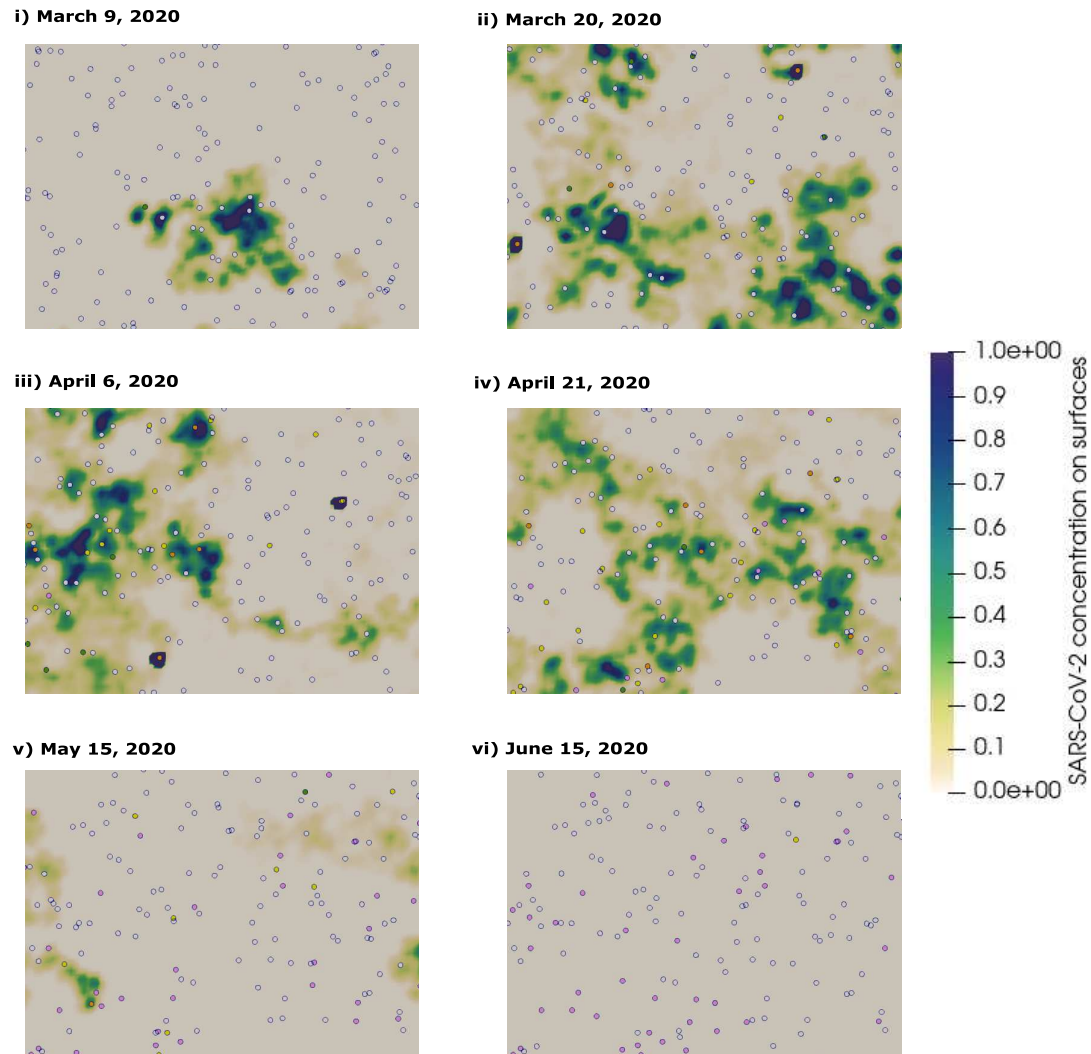 i) March 9, 2020
ii) March 20, 2020
iii) April 6, 2020
iv) April 21, 2020
v) May 15, 2020
vi) June 15, 2020
1.0e+00
0.9
0.8
0.7
0.6
0.5
0.4
0.3
0.2
0.1
0.0e+00
SARS-CoV-2 concentration on surfaces